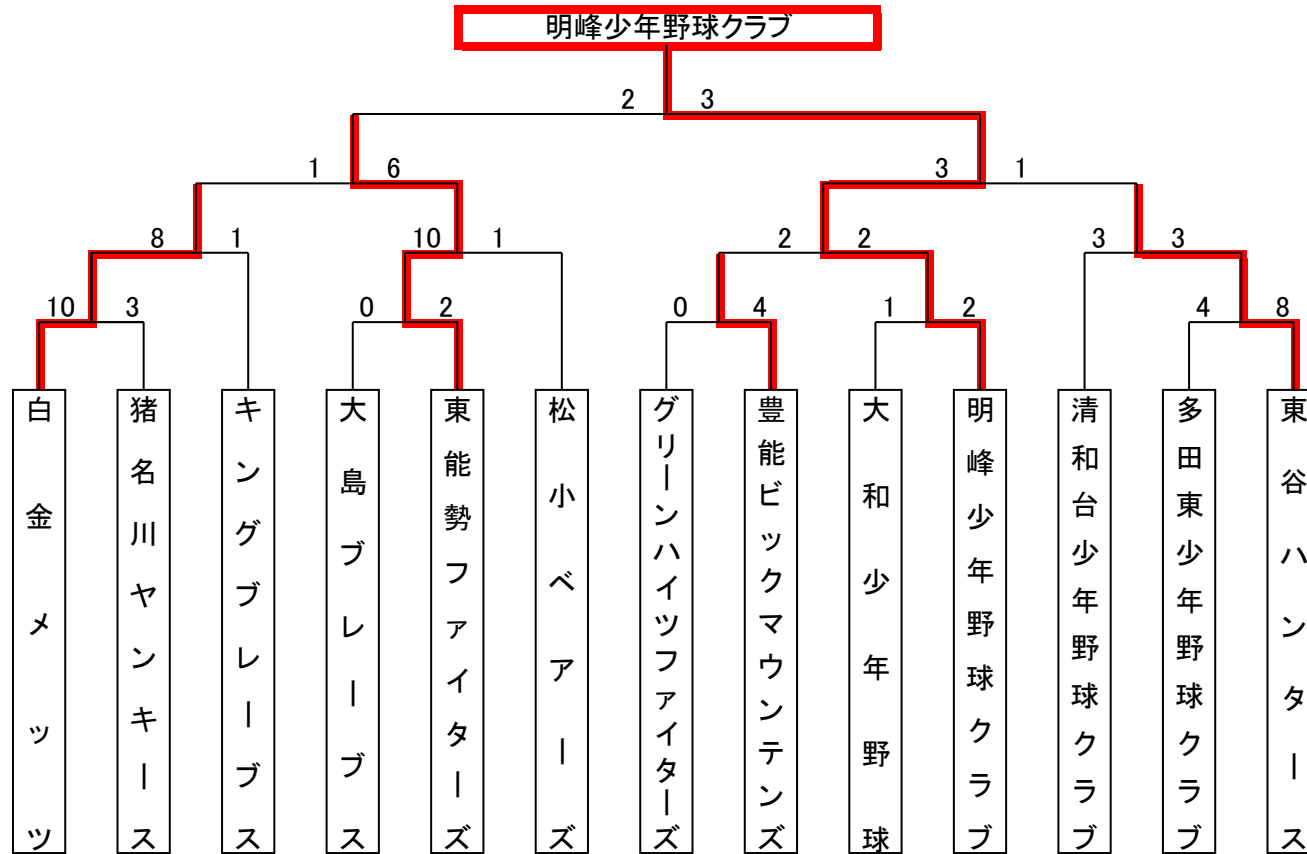 明峰少年野球クラブ
2 3
1 6 3 1
8 1 10 1 2 2 3 3
10 3 0 2 0 4 1 2 4 8
白金メッツ
猪名川ヤンキース
キングブレーブス
大島ブレーブス
東能勢ファイターズ
松小ベアーズ
グリーンハイツファイターズ
豊能ビックマウンテンズ
大和少年野球
明峰少年野球クラブ
清和台少年野球クラブ
多田東少年野球クラブ
東谷ハンタース